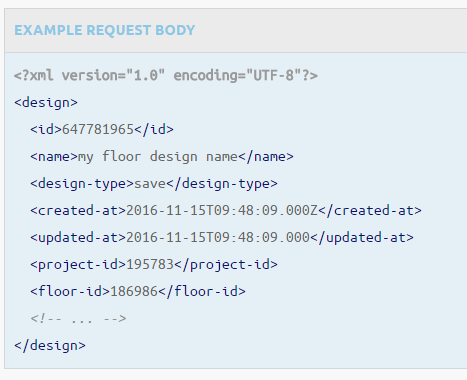 EXAMPLE REQUEST BODY
<?xml version="1.0" encoding="UTF-8"?>
<design>
  <id>647781965</id>
  <name>my floor design name</name>
  <design-type>save</design-type>
  <created-at>2016-11-15T09:48:09.000Z</created-at>
  <updated-at>2016-11-15T09:48:09.000</updated-at>
  <project-id>195783</project-id>
  <floor-id>186986</floor-id>
  <!-- ... -->
</design>